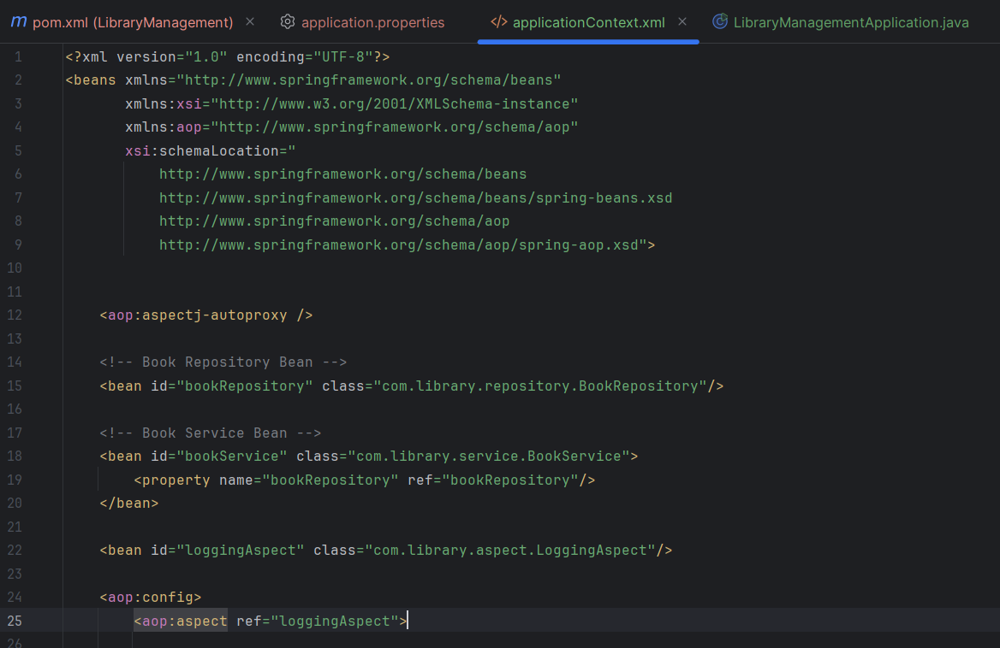 m pom.xml (LibraryManagement) application.properties </> applicationContext.xml LibraryManagementApplication.java
1 <?xml version="1.0" encoding="UTF-8"?>
2 <beans xmlns="http://www.springframework.org/schema/beans"
3 xmlns:xsi="http://www.w3.org/2001/XMLSchema-instance"
4 xmlns:aop="http://www.springframework.org/schema/aop"
5 xsi:schemaLocation="
6 http://www.springframework.org/schema/beans
7 http://www.springframework.org/schema/beans/spring-beans.xsd
8 http://www.springframework.org/schema/aop
9 http://www.springframework.org/schema/aop/spring-aop.xsd">
10
11
12 <aop:aspectj-autoproxy />
13
14 <!-- Book Repository Bean -->
15 <bean id="bookRepository" class="com.library.repository.BookRepository"/>
16
17 <!-- Book Service Bean -->
18 <bean id="bookService" class="com.library.service.BookService">
19 <property name="bookRepository" ref="bookRepository"/>
20 </bean>
21
22 <bean id="loggingAspect" class="com.library.aspect.LoggingAspect"/>
23
24 <aop:config>
25 <aop:aspect ref="loggingAspect">
26